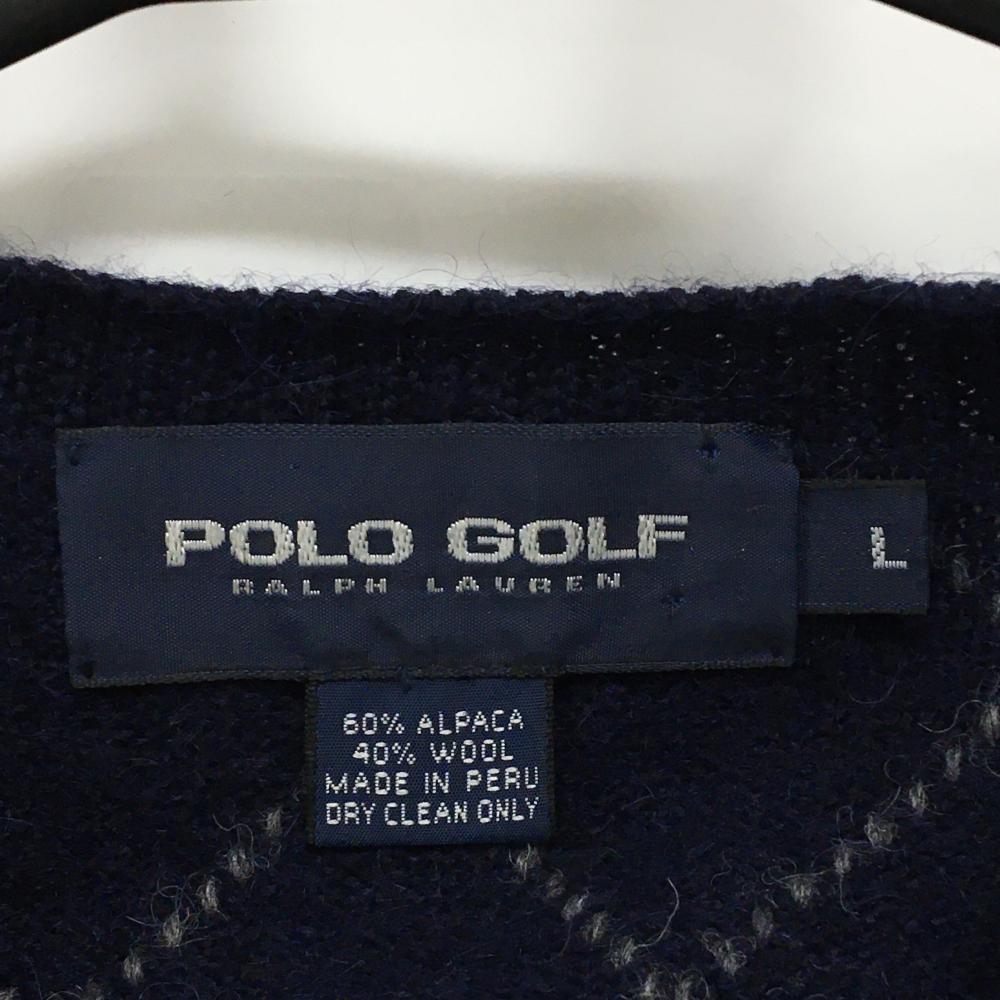 POLO GOLF
RALPH LAUREN
L
60% ALPACA
40% WOOL
MADE IN PERU
DRY CLEAN ONLY